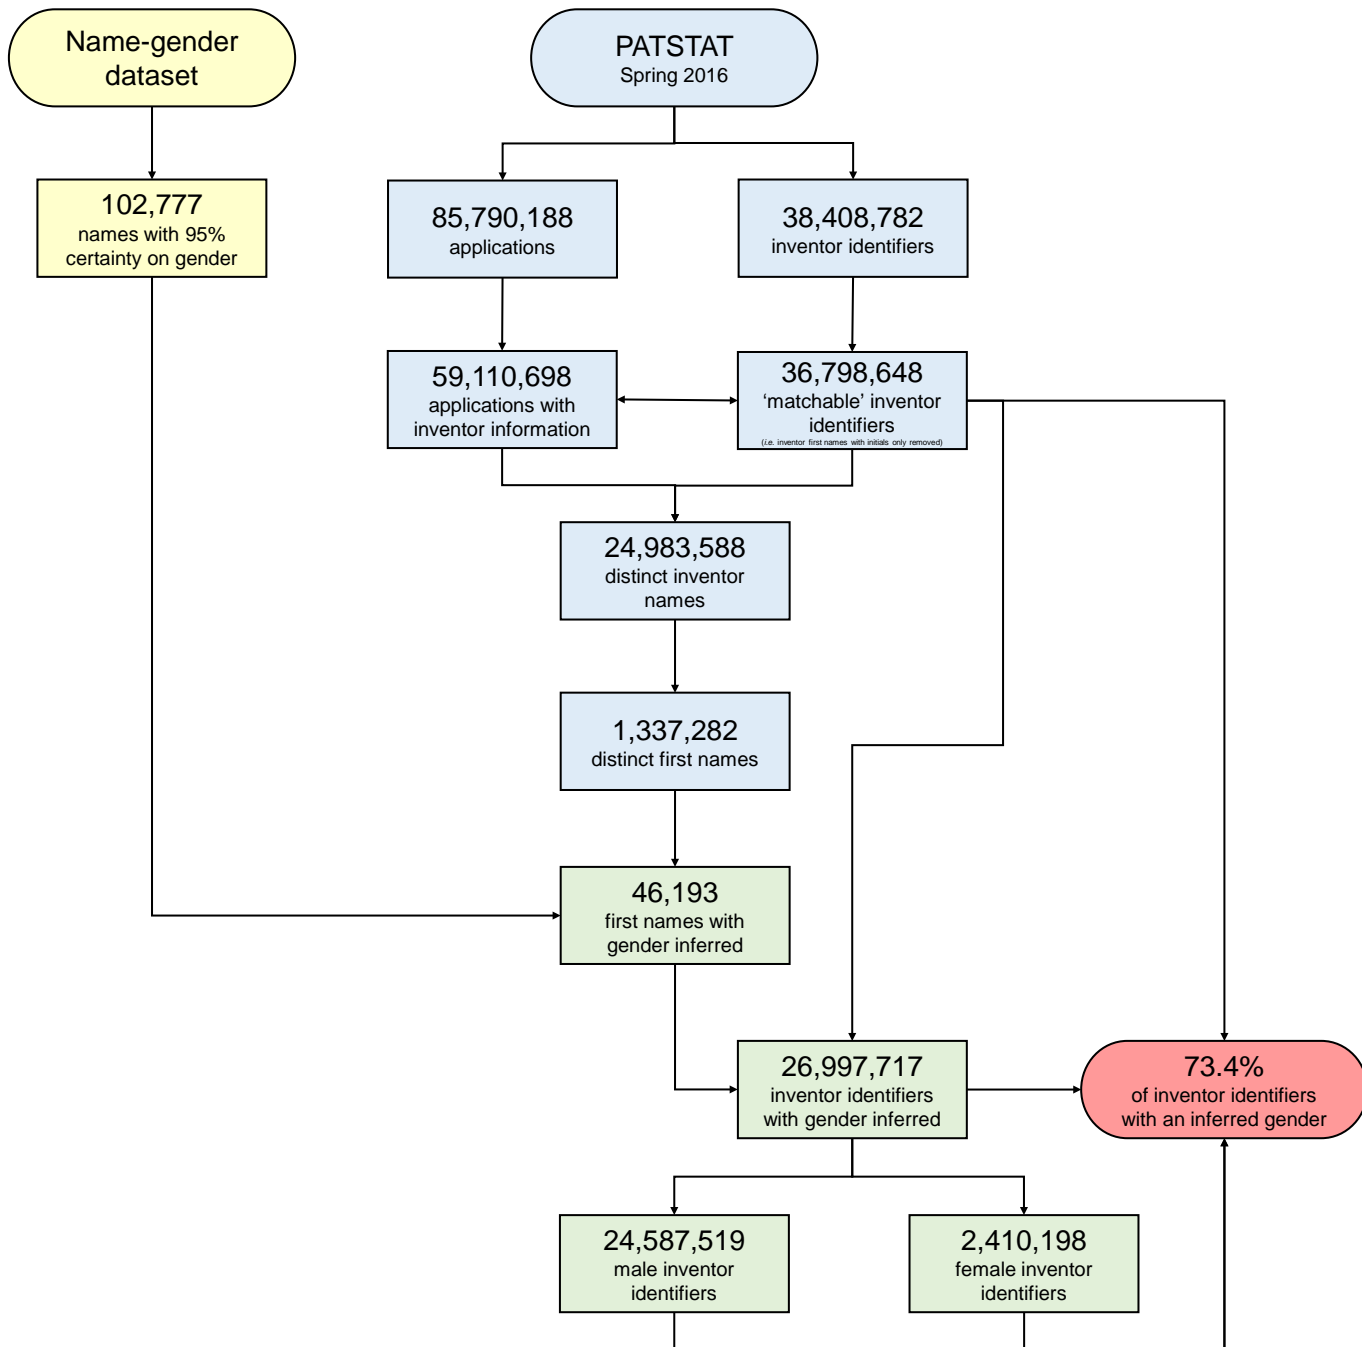 Name-gender
dataset
PATSTAT
Spring 2016
102,777
names with 95%
certainty on gender
85,790,188
applications
38,408,782
inventor identifiers
59,110,698
applications with
inventor information
36,798,648
‘matchable’ inventor
identifiers
(i.e. inventor first names with initials only removed)
24,983,588
distinct inventor
names
1,337,282
distinct first names
46,193
first names with
gender inferred
26,997,717
inventor identifiers
with gender inferred
73.4%
of inventor identifiers
with an inferred gender
24,587,519
male inventor
identifiers
2,410,198
female inventor
identifiers